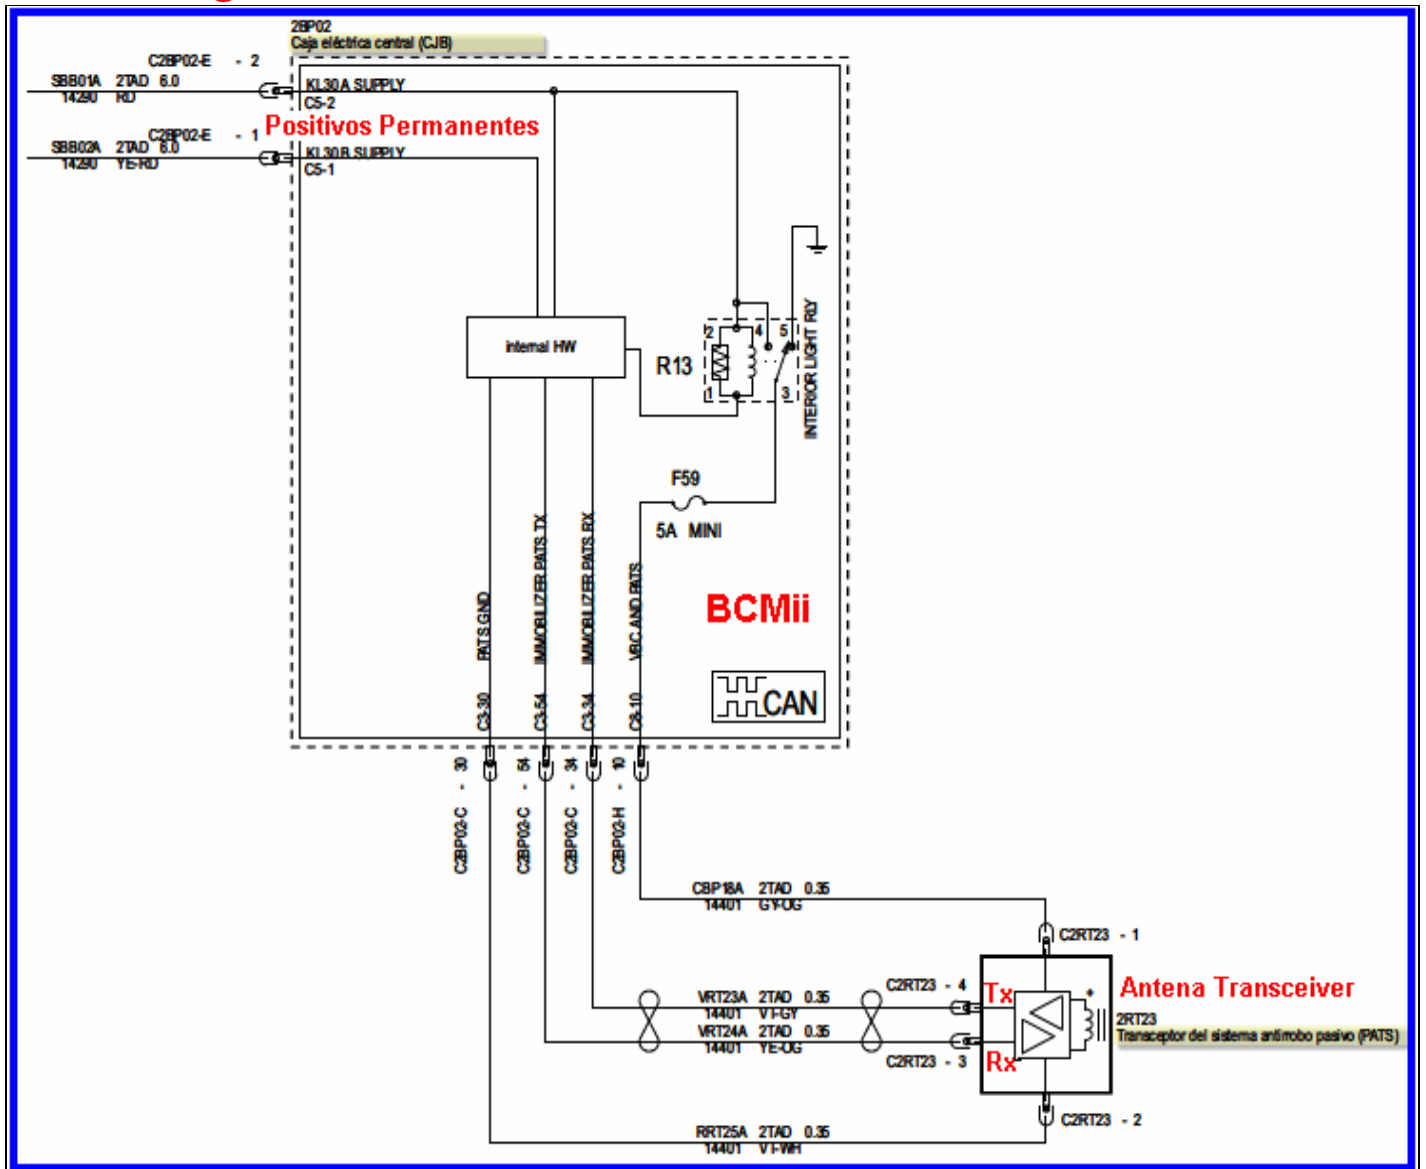 2BP02
Caja eléctrica central (CJB)
C2BP02-E - 2
SBB01A 2TAD 6.0
14290 RD
KL30A SUPPLY
C5-2
Positivos Permanentes
C2BP02-E - 1
SBB02A 2TAD 6.0
14290 YE-RD
KL30B SUPPLY
C5-1
internal HW
R13
2
4
5
1
3
INTERIOR LIGHT RLY
F59
5A MINI
PATS GND
IMMOBILIZER PATS TX
IMMOBILIZER PATS RX
VBC AND PATS
BCMii
CAN
C3-30
C3-54
C3-34
C8-10
C2BP02-C - 30
C2BP02-C - 54
C2BP02-C - 34
C2BP02-H - 10
CBP18A 2TAD 0.35
14401 GY-OG
C2RT23 - 1
C2RT23 - 4
Tx
Antena Transceiver
VRT23A 2TAD 0.35
14401 VT-GY
2RT23
Transceptor del sistema antirrobo pasivo (PATS)
VRT24A 2TAD 0.35
14401 YE-OG
C2RT23 - 3
Rx
C2RT23 - 2
RRT25A 2TAD 0.35
14401 VT-WH